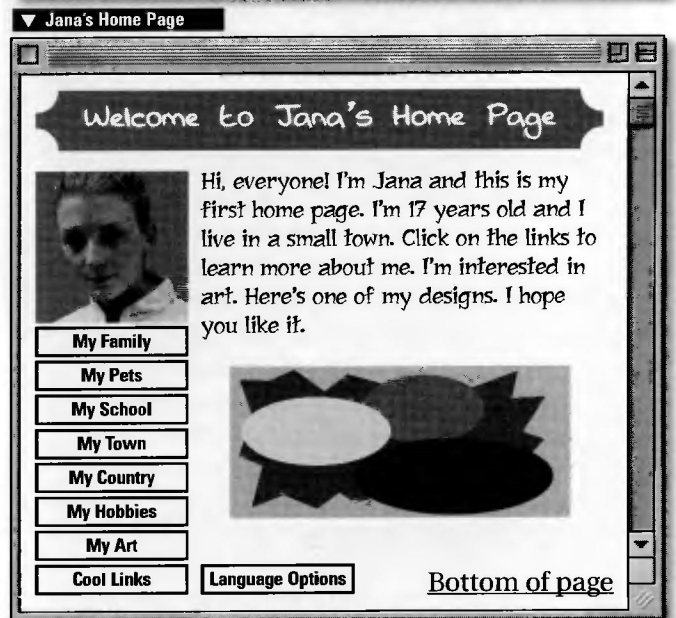 ▼ Jana's Home Page
Welcome to Jana's Home Page
Hi, everyone! I'm Jana and this is my
first home page. I'm 17 years old and I
live in a small town. Click on the links to
learn more about me. I'm interested in
art. Here's one of my designs. I hope
you like it.
My Family
My Pets
My School
My Town
My Country
My Hobbies
My Art
Cool Links
Language Options
Bottom of page